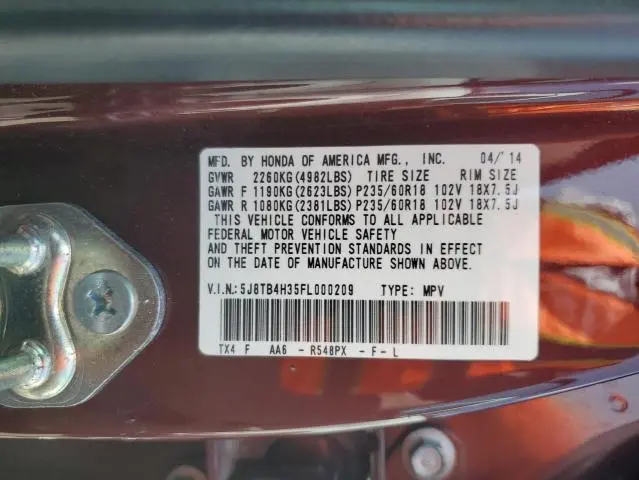 MFD. BY HONDA OF AMERICA MFG., INC. 04/14
GVWR 2260KG(4982LBS) TIRE SIZE RIM SIZE
GAWR F 1190KG(2623LBS)P235/60R18 102V 18X7.5J
GAWR R 1080KG(2381LBS)P235/60R18 102V 18X7.5J
THIS VEHICLE CONFORMS TO ALL APPLICABLE
FEDERAL MOTOR VEHICLE SAFETY
AND THEFT PREVENTION STANDARDS IN EFFECT
ON THE DATE OF MANUFACTURE SHOWN ABOVE.
V.I.N.: 5J8TB4H35FL000209 TYPE: MPV
TX4 F AA6 - R548PX - F - L